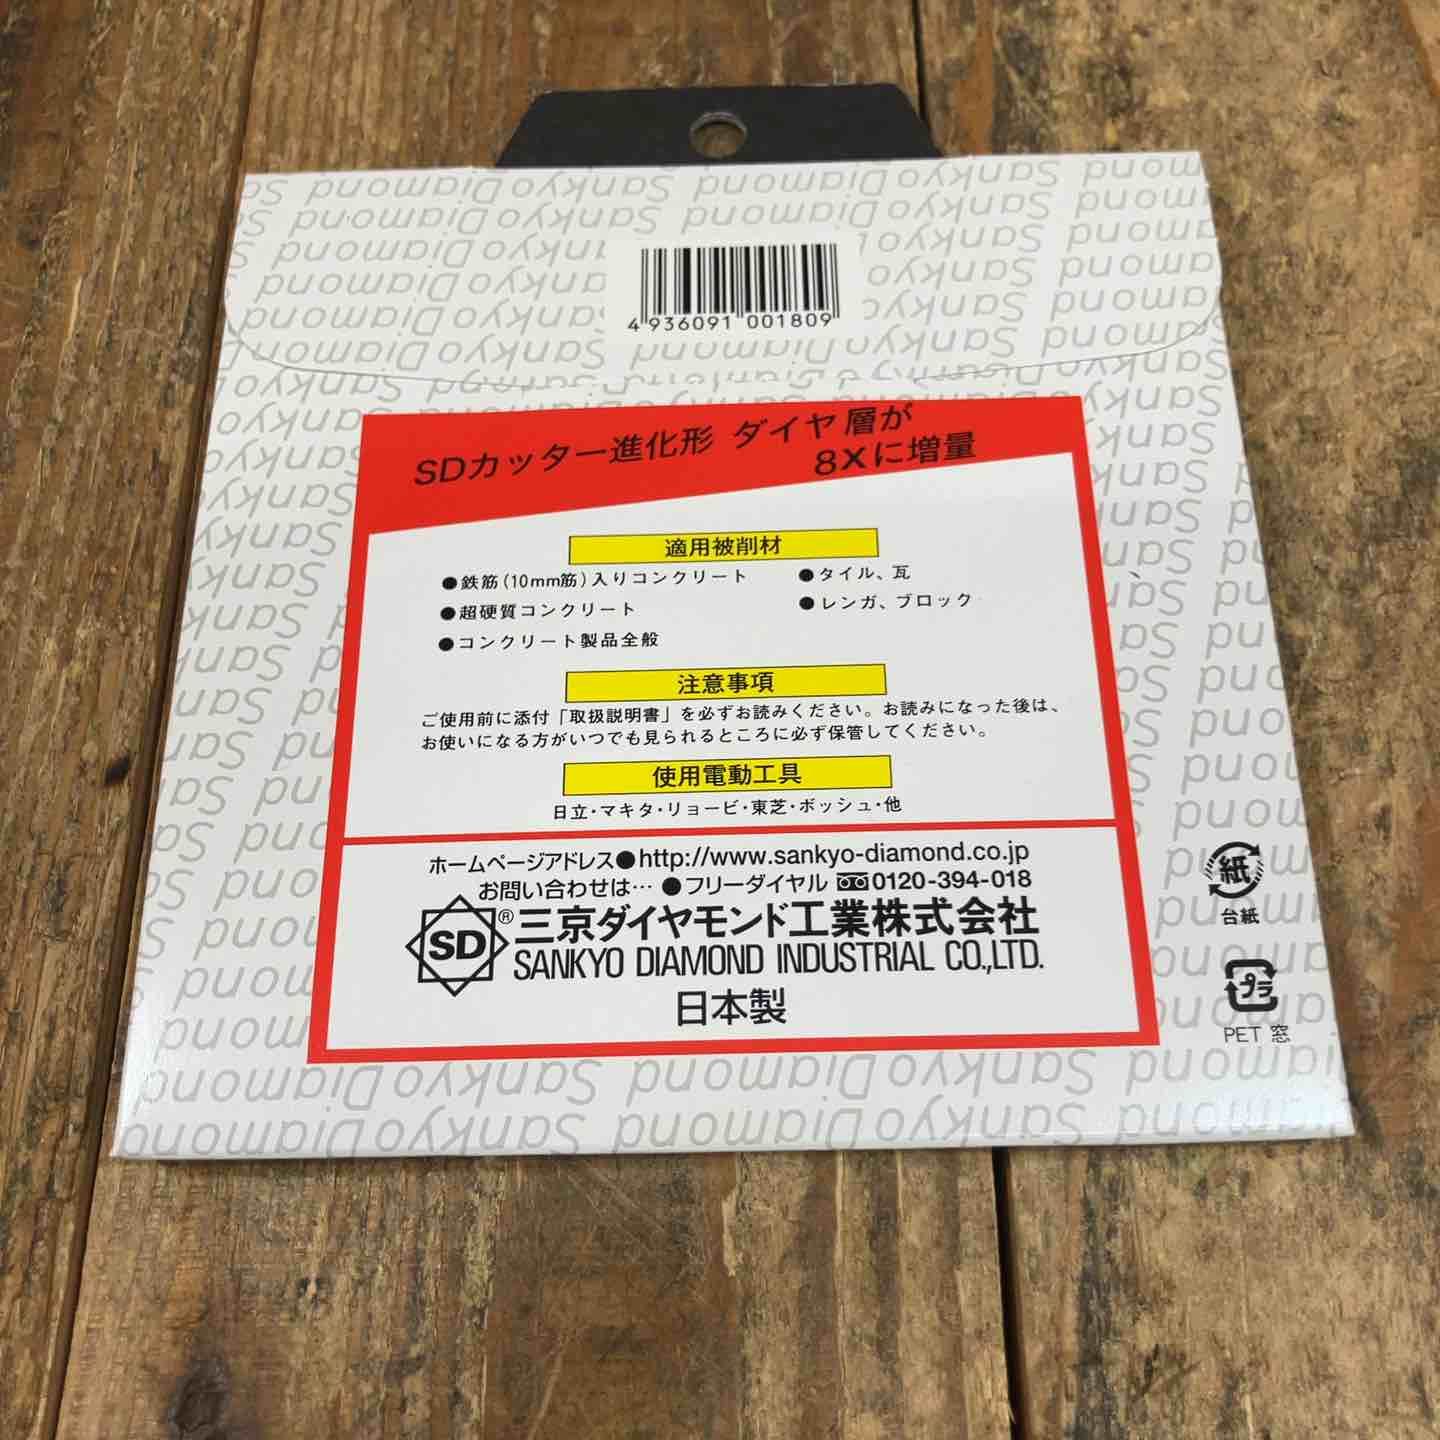 4 936091 001809
SDカッター進化形 ダイヤ層が
8Xに増量
適用被削材
●鉄筋(10mm筋)入りコンクリート ●タイル、瓦
●超硬質コンクリート ●レンガ、ブロック
●コンクリート製品全般
注意事項
ご使用前に添付「取扱説明書」を必ずお読みください。お読みになった後は、
お使いになる方がいつでも見られるところに必ず保管してください。
使用電動工具
日立・マキタ・リョービ・東芝・ボッシュ・他
ホームページアドレス●http://www.sankyo-diamond.co.jp
お問い合わせは… ●フリーダイヤル 0120-394-018
SD® 三京ダイヤモンド工業株式会社
SANKYO DIAMOND INDUSTRIAL CO.,LTD.
日本製
紙
台紙
プラ
PET 窓
Sankyo Diamond